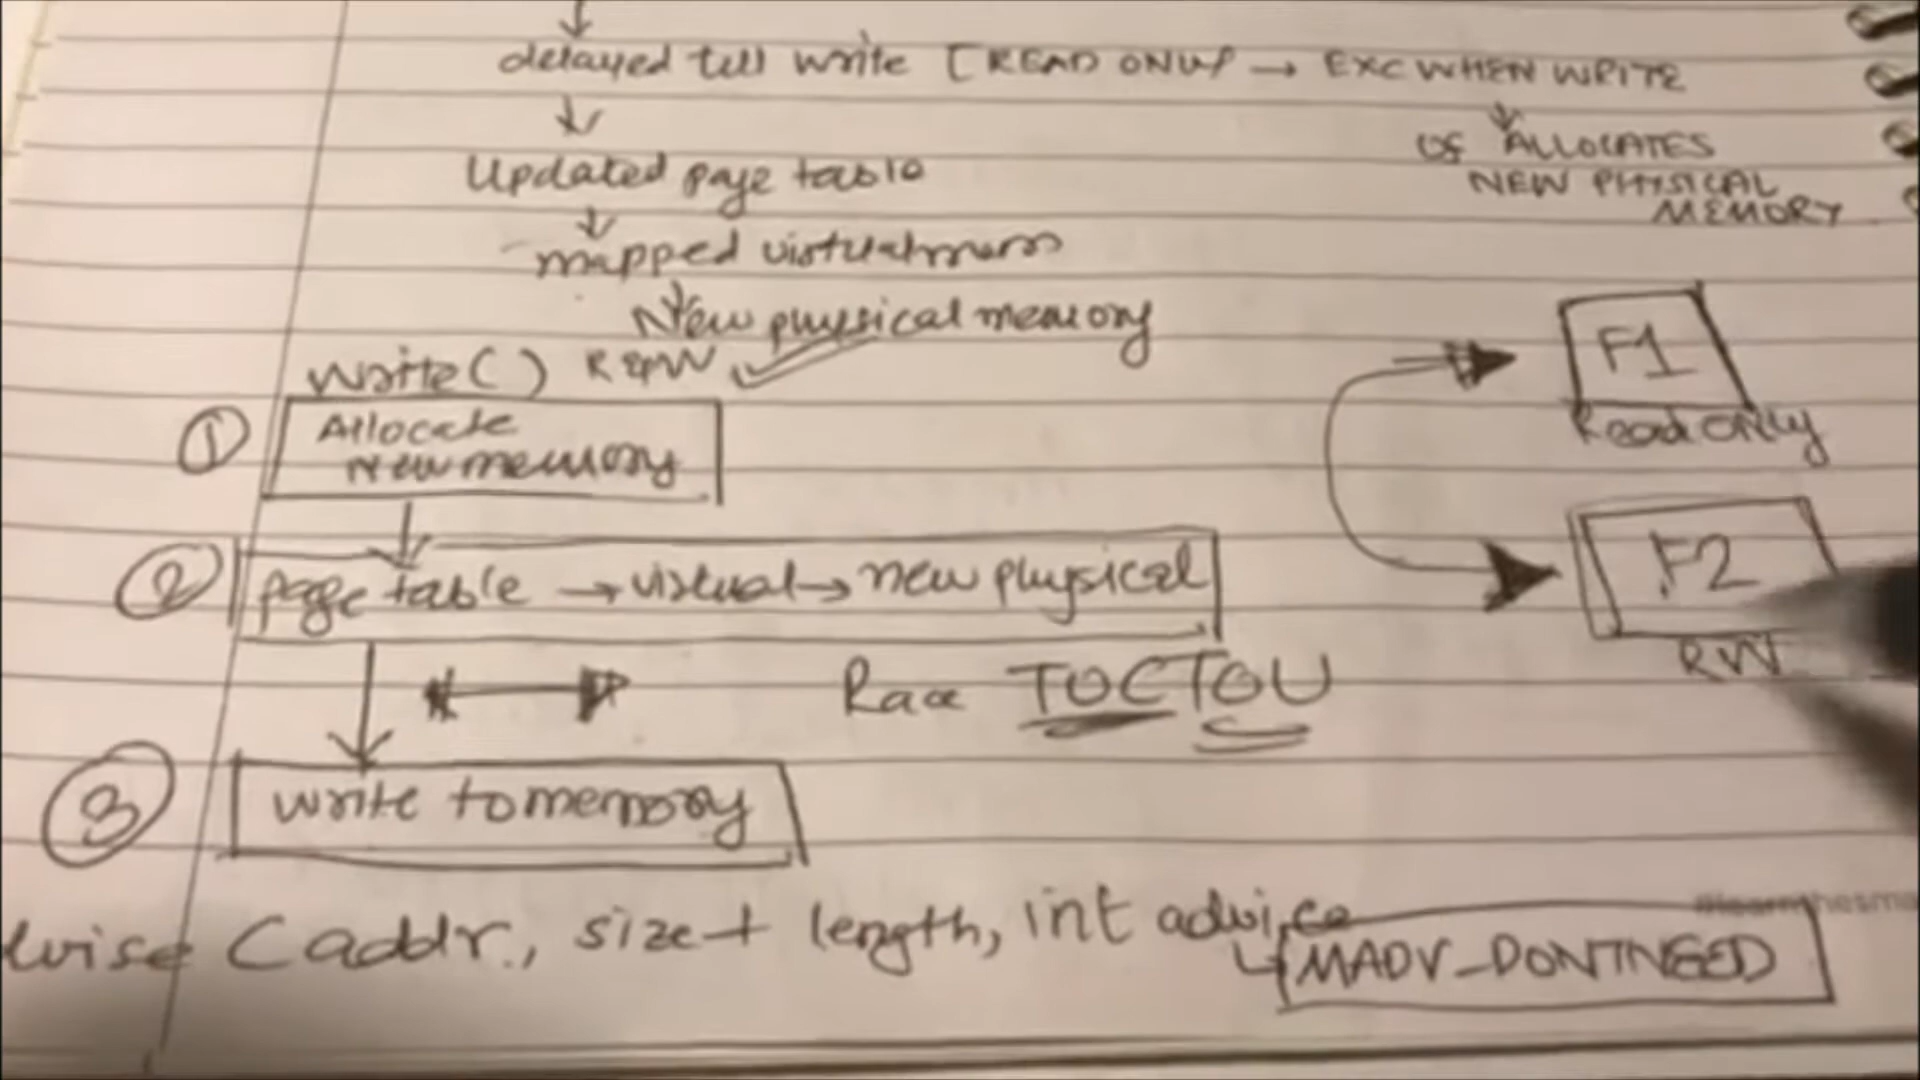 delayed till write [READ ONLY → EXC WHEN WRITE
OS ALLOCATES
NEW PHYSICAL
MEMORY
Updated page table
mapped virtual
New physical memory
write() R
① Allocate
New memory
② page table → virtual → new physical
Race TOCTOU
③ write to memory
F1
Read only
F2
RW
dvise (addr, size_t length, int advice
MADV_DONTNEED